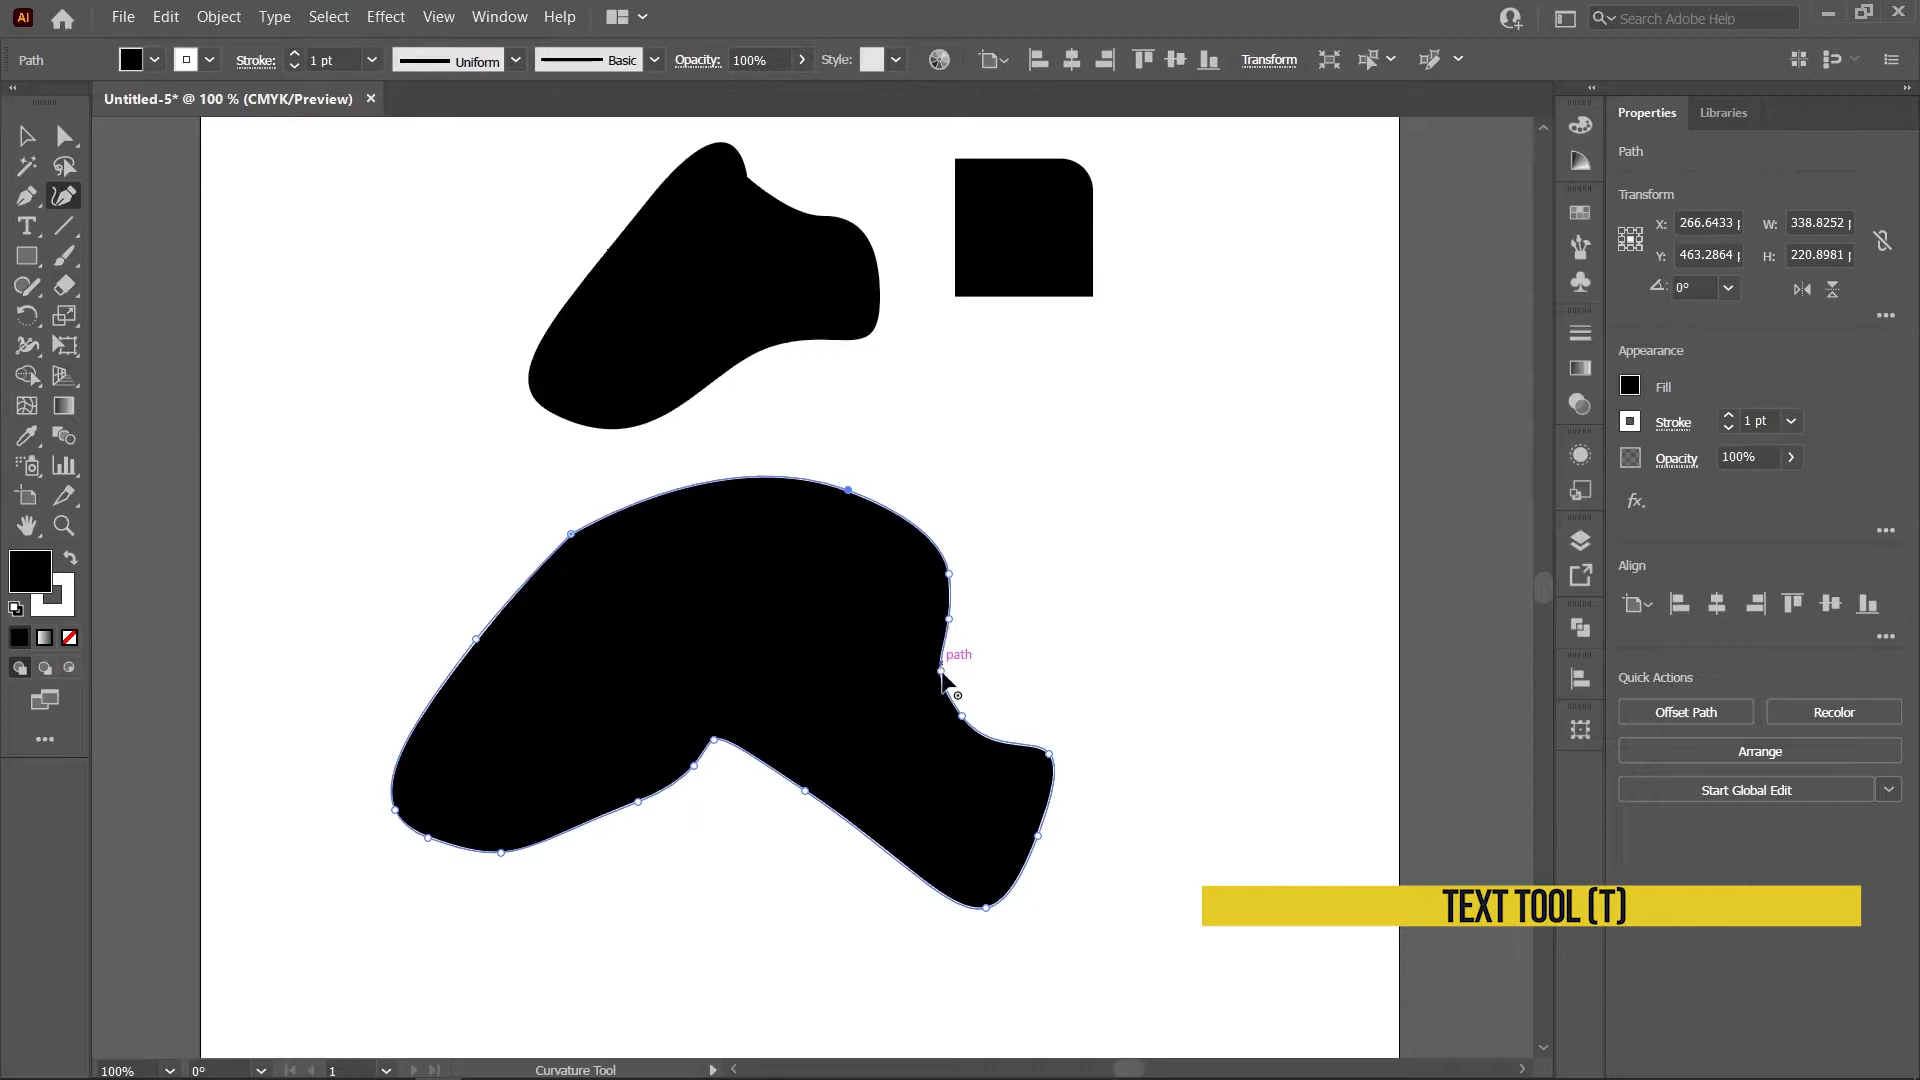 Ai File Edit Object Type Select Effect View Window Help Search Adobe Help
Path Stroke: 1 pt Uniform Basic Opacity: 100% Style: Transform
Untitled-5* @ 100 % (CMYK/Preview)
Properties Libraries
Path
Transform
X: 266.6433 W: 338.8252
Y: 463.2864 H: 220.8981
0°
Appearance
Fill
Stroke 1 pt
Opacity 100%
fx.
Align
path
Quick Actions
Offset Path Recolor
Arrange
Start Global Edit
TEXT TOOL (T)
100% 0° 1 Curvature Tool